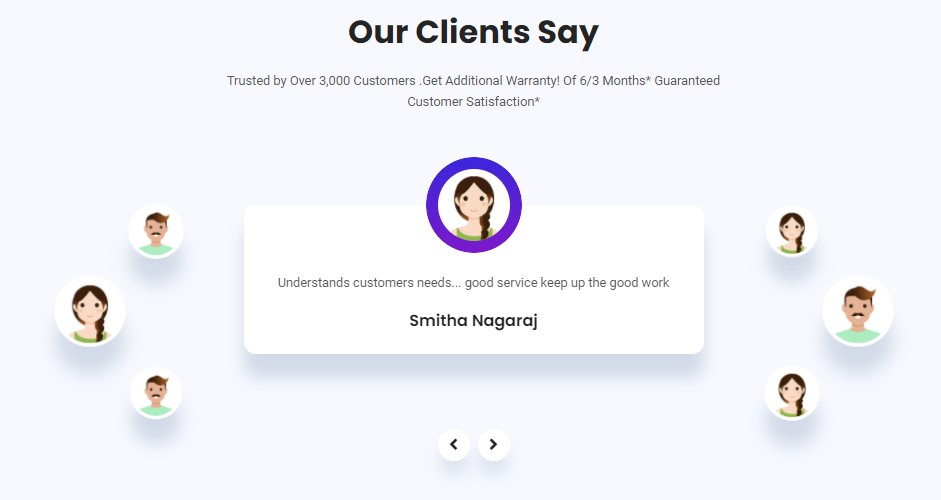 Our Clients Say
Trusted by Over 3,000 Customers .Get Additional Warranty! Of 6/3 Months* Guaranteed
Customer Satisfaction*
Understands customers needs... good service keep up the good work
Smitha Nagaraj